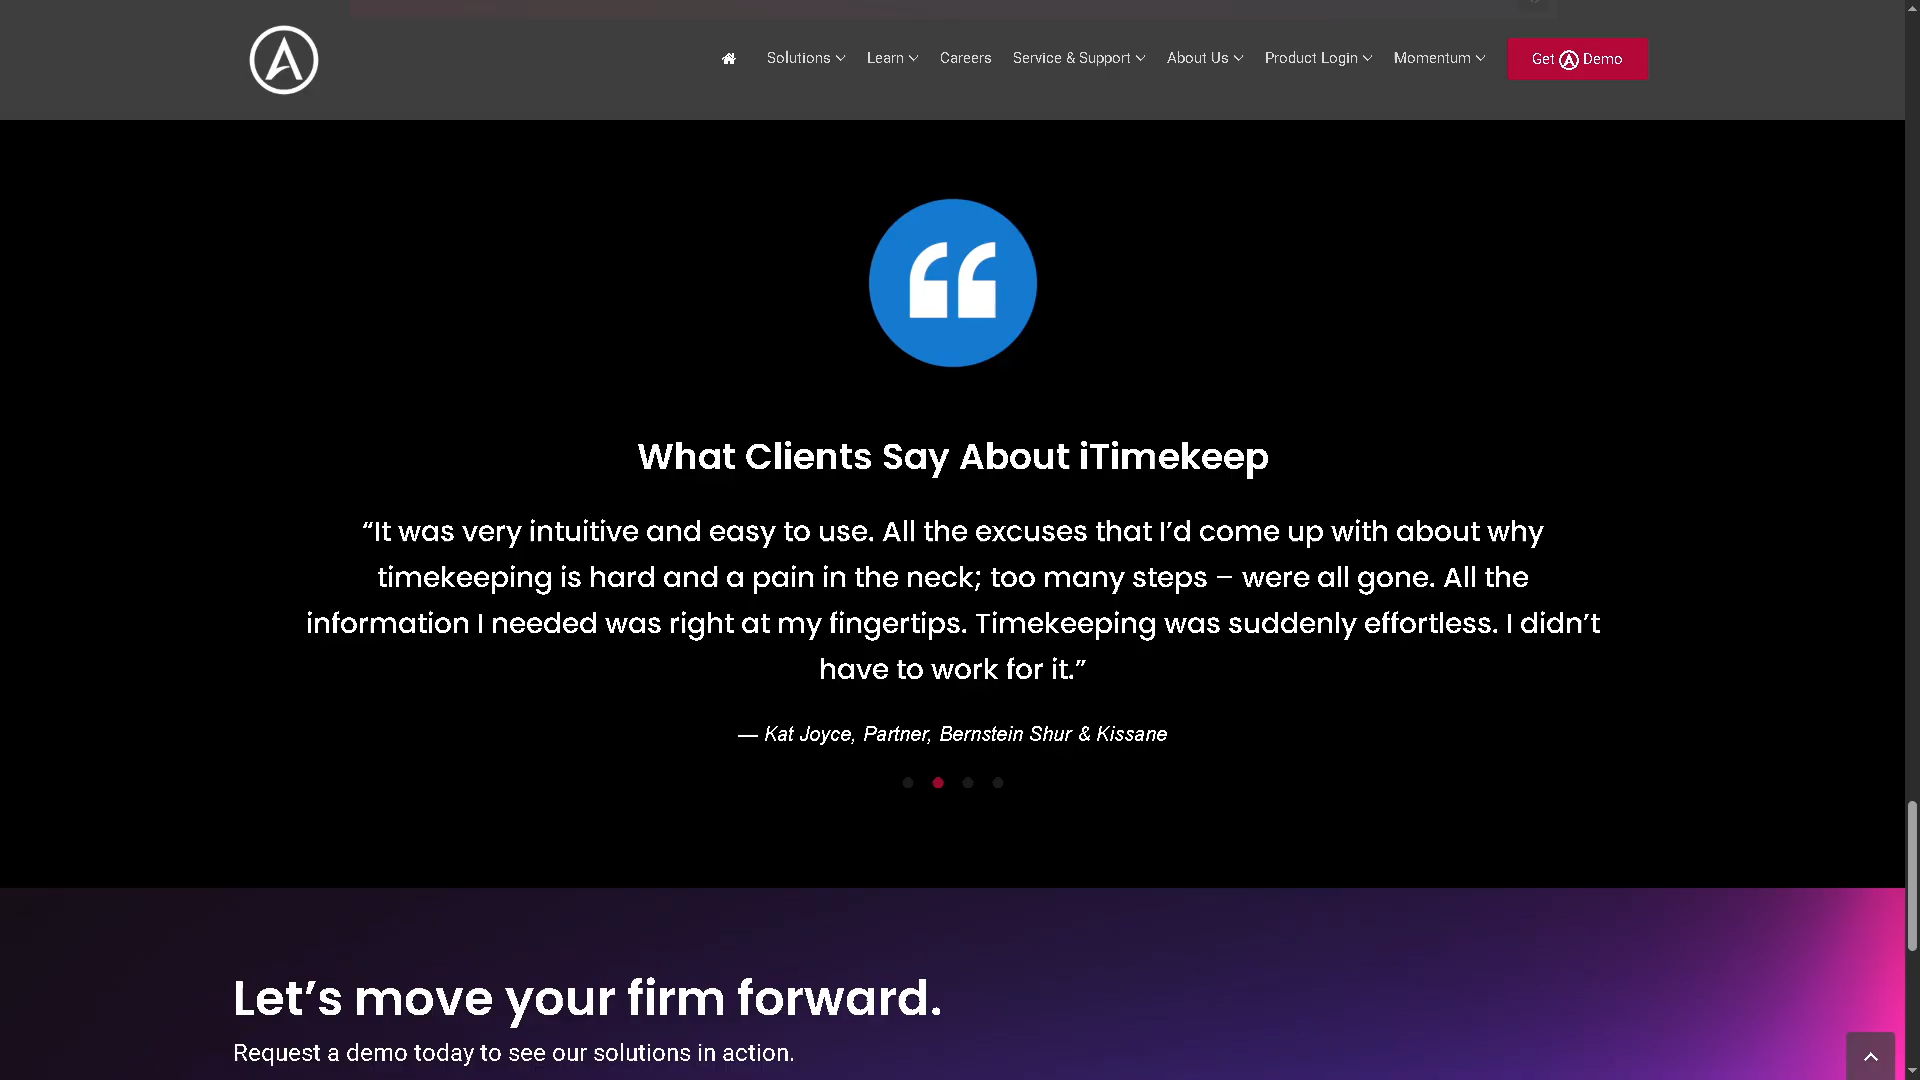 Solutions Learn Careers Service & Support About Us Product Login Momentum Get A Demo
What Clients Say About iTimekeep
“It was very intuitive and easy to use. All the excuses that I’d come up with about why
timekeeping is hard and a pain in the neck; too many steps – were all gone. All the
information I needed was right at my fingertips. Timekeeping was suddenly effortless. I didn’t
have to work for it.”
— Kat Joyce, Partner, Bernstein Shur & Kissane
Let’s move your firm forward.
Request a demo today to see our solutions in action.